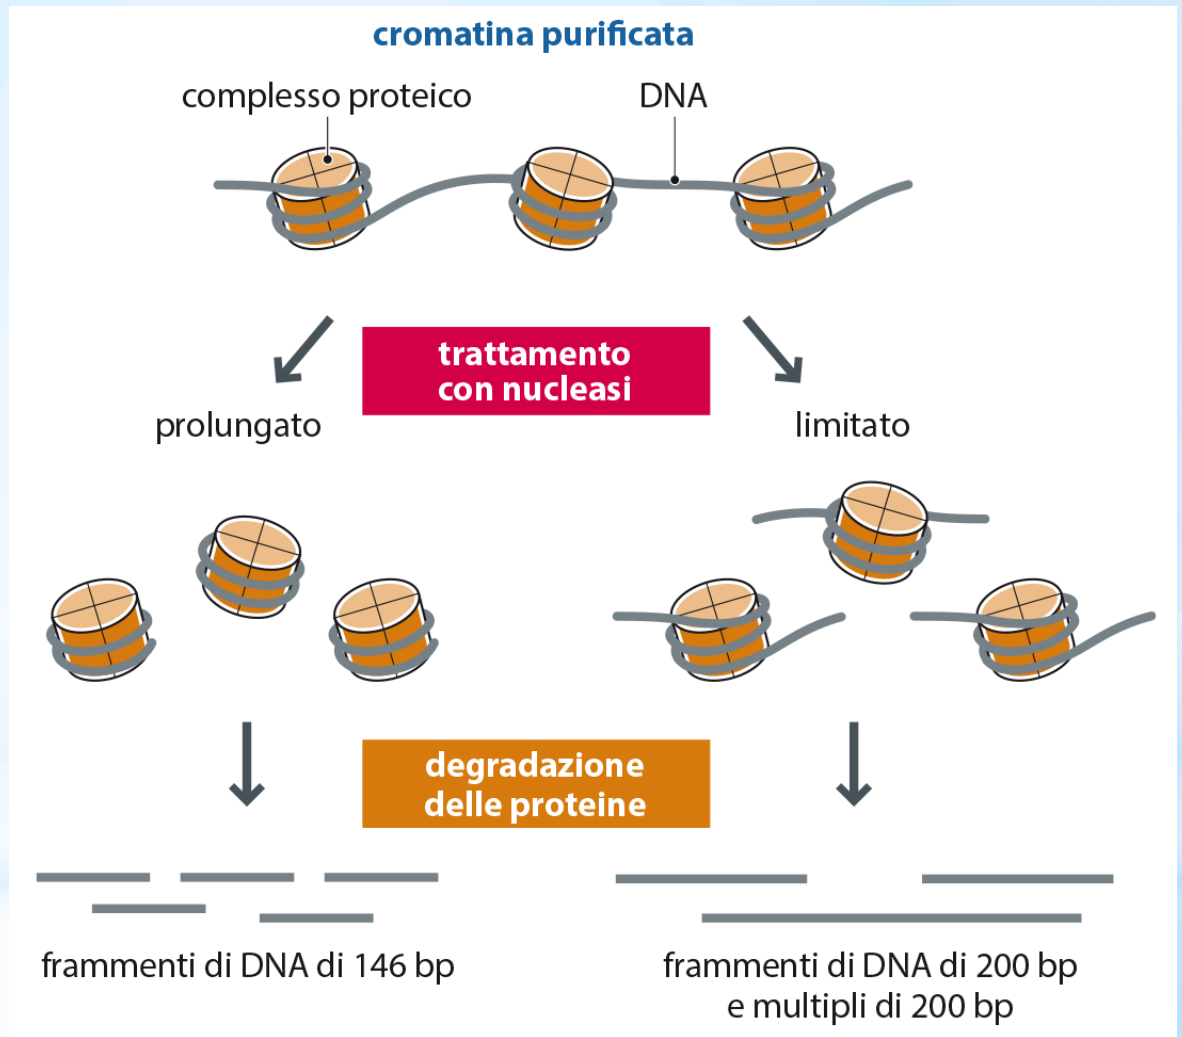 cromatina purificata
complesso proteico
DNA
trattamento
con nucleasi
prolungato
limitato
degradazione
delle proteine
frammenti di DNA di 146 bp
frammenti di DNA di 200 bp
e multipli di 200 bp